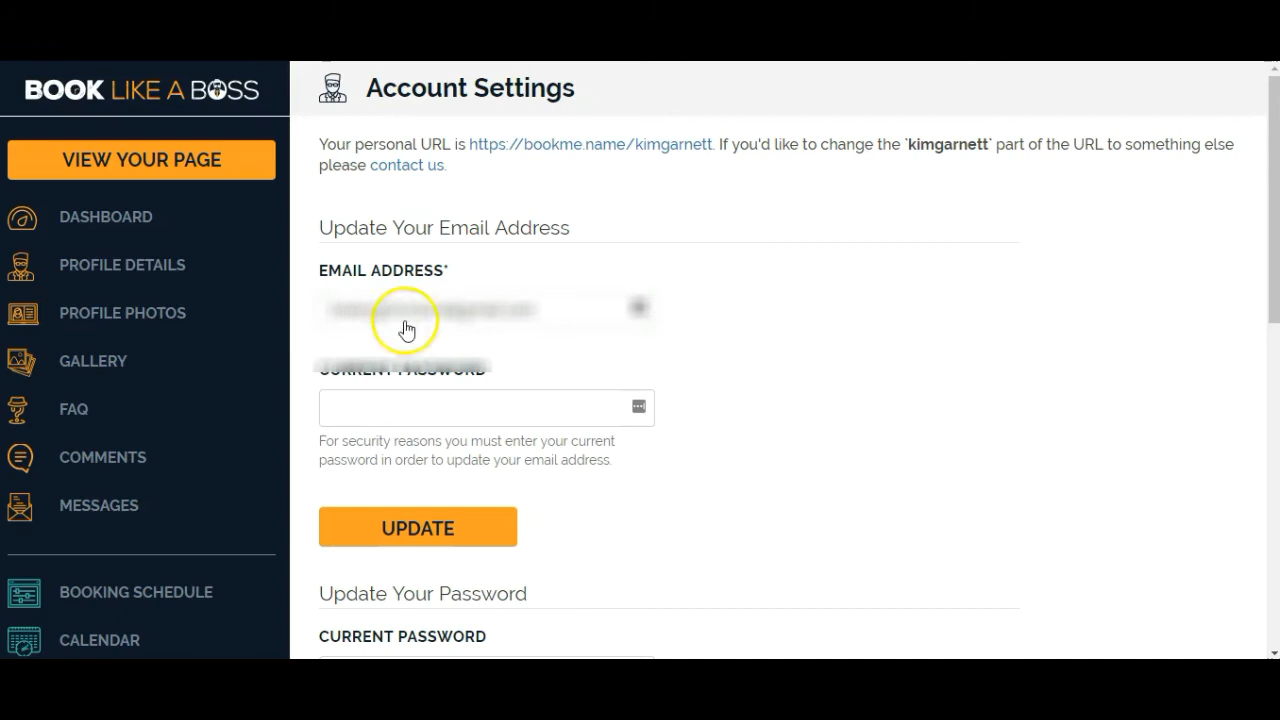 BOOK LIKE A BOSS
VIEW YOUR PAGE
DASHBOARD
PROFILE DETAILS
PROFILE PHOTOS
GALLERY
FAQ
COMMENTS
MESSAGES
BOOKING SCHEDULE
CALENDAR
Account Settings
Your personal URL is https://bookme.name/kimgarnett. If you'd like to change the `kimgarnett` part of the URL to something else
please contact us.
Update Your Email Address
EMAIL ADDRESS*
CURRENT PASSWORD
For security reasons you must enter your current
password in order to update your email address.
UPDATE
Update Your Password
CURRENT PASSWORD